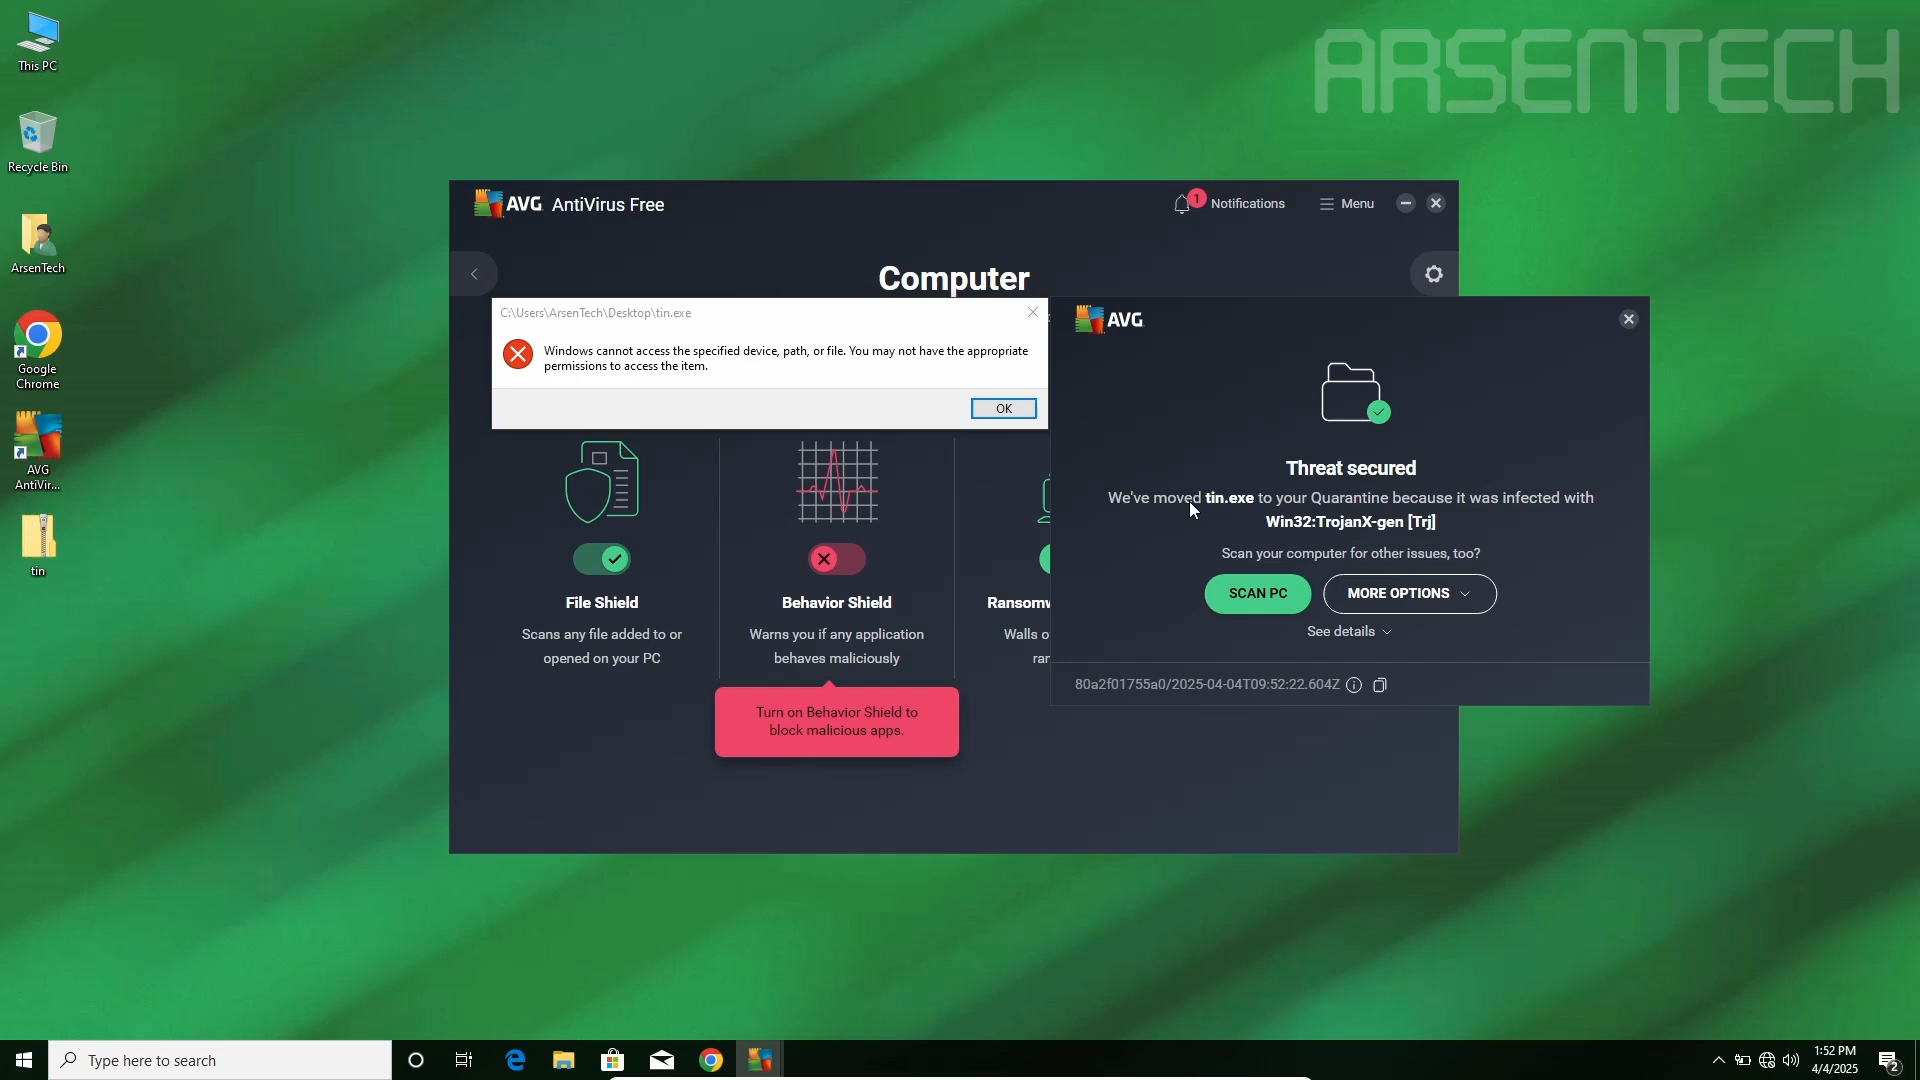 This PC
Recycle Bin
ArsenTech
Google
Chrome
AVG
AntiVir...
tin
ARSENTECH
AVG AntiVirus Free
1 Notifications
Menu
Computer
C:\Users\ArsenTech\Desktop\tin.exe
Windows cannot access the specified device, path, or file. You may not have the appropriate
permissions to access the item.
OK
File Shield
Scans any file added to or
opened on your PC
Behavior Shield
Warns you if any application
behaves maliciously
Turn on Behavior Shield to
block malicious apps.
Ransomw
Walls o
ran
AVG
Threat secured
We've moved tin.exe to your Quarantine because it was infected with
Win32:TrojanX-gen [Trj]
Scan your computer for other issues, too?
SCAN PC
MORE OPTIONS
See details
80a2f01755a0/2025-04-04T09:52:22.604Z
Type here to search
1:52 PM
4/4/2025
2